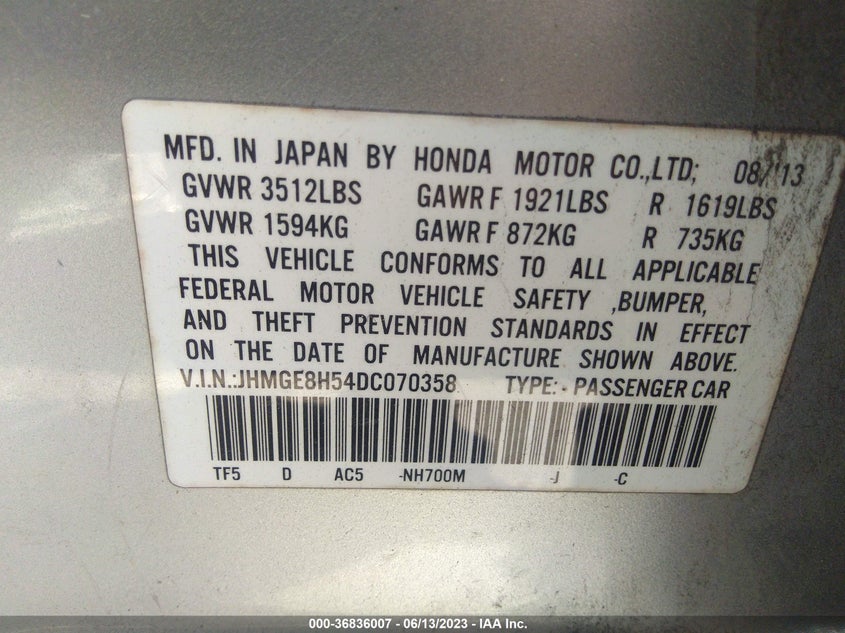 MFD. IN JAPAN BY HONDA MOTOR CO.,LTD; 08/'13
GVWR 3512LBS GAWR F 1921LBS R 1619LBS
GVWR 1594KG GAWR F 872KG R 735KG
THIS VEHICLE CONFORMS TO ALL APPLICABLE
FEDERAL MOTOR VEHICLE SAFETY ,BUMPER,
AND THEFT PREVENTION STANDARDS IN EFFECT
ON THE DATE OF MANUFACTURE SHOWN ABOVE.
V.I.N.:JHMGE8H54DC070358 TYPE: - PASSENGER CAR
TF5 D AC5 -NH700M -J -C
000-36836007 - 06/13/2023 - IAA Inc.